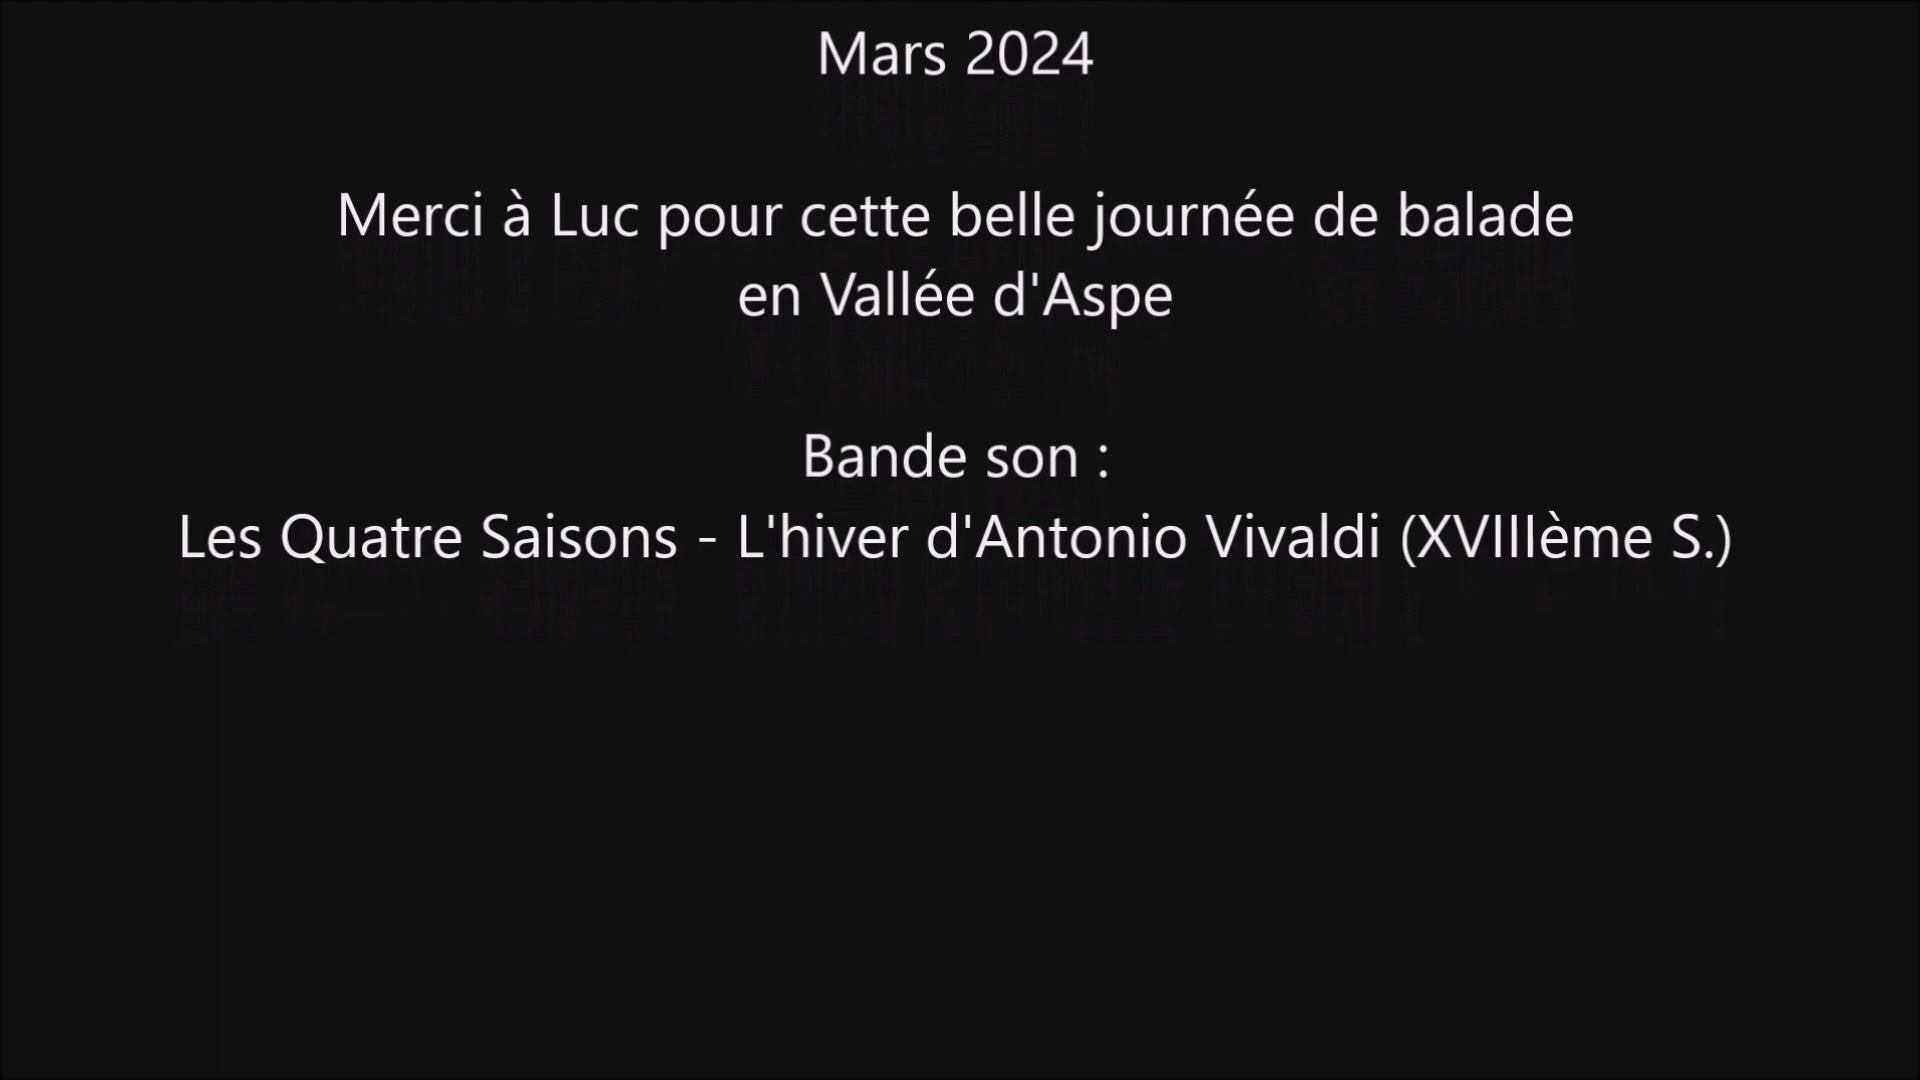 Mars 2024
Merci à Luc pour cette belle journée de balade
en Vallée d'Aspe
Bande son :
Les Quatre Saisons - L'hiver d'Antonio Vivaldi (XVIIIème S.)